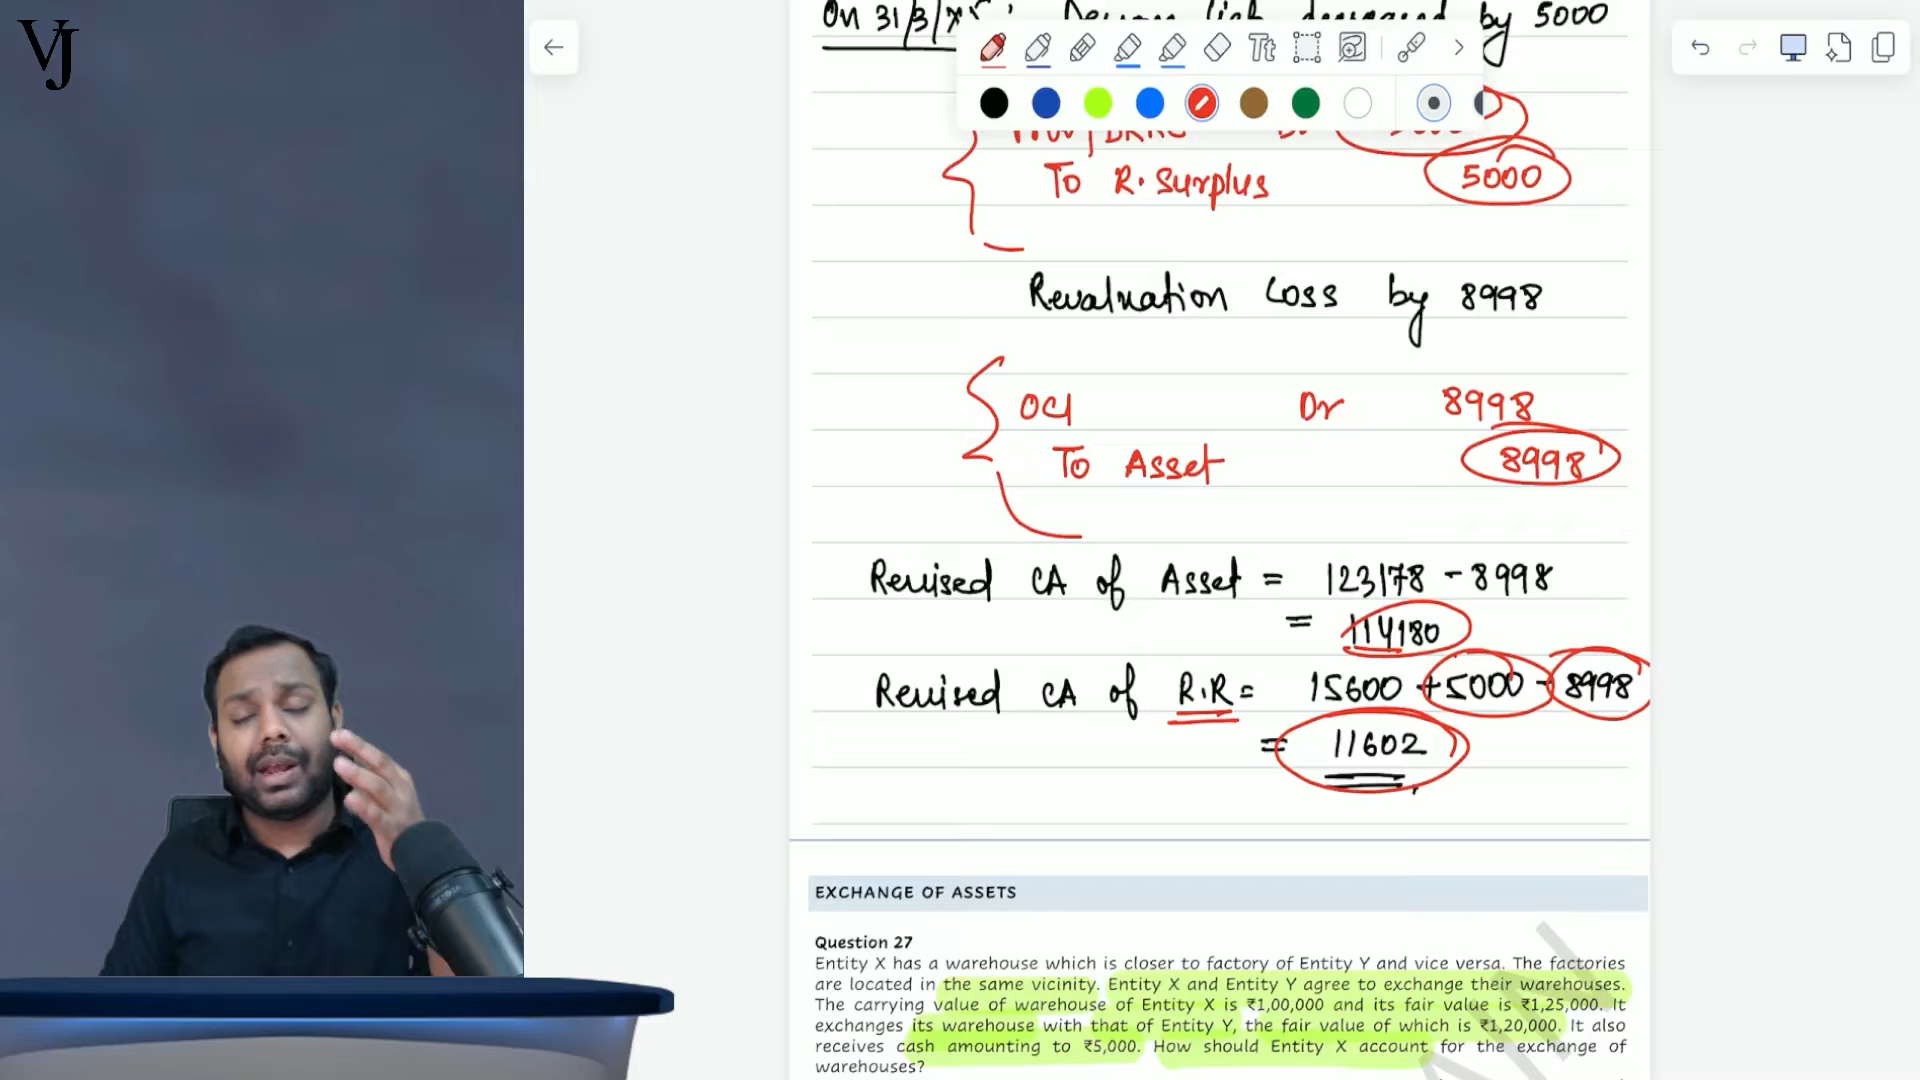 VJ
On 31/3/ by 5000
Tt
To R. Surplus 5000
Revaluation Loss by 8998
OCI Dr 8998
To Asset 8998
Revised CA of Asset = 123178 - 8998
= 114180
Revised CA of R.R = 15600 + 5000 - 8998
= 11602
EXCHANGE OF ASSETS
Question 27
Entity X has a warehouse which is closer to factory of Entity Y and vice versa. The factories
are located in the same vicinity. Entity X and Entity Y agree to exchange their warehouses.
The carrying value of warehouse of Entity X is ₹1,00,000 and its fair value is ₹1,25,000. It
exchanges its warehouse with that of Entity Y, the fair value of which is ₹1,20,000. It also
receives cash amounting to ₹5,000. How should Entity X account for the exchange of
warehouses?